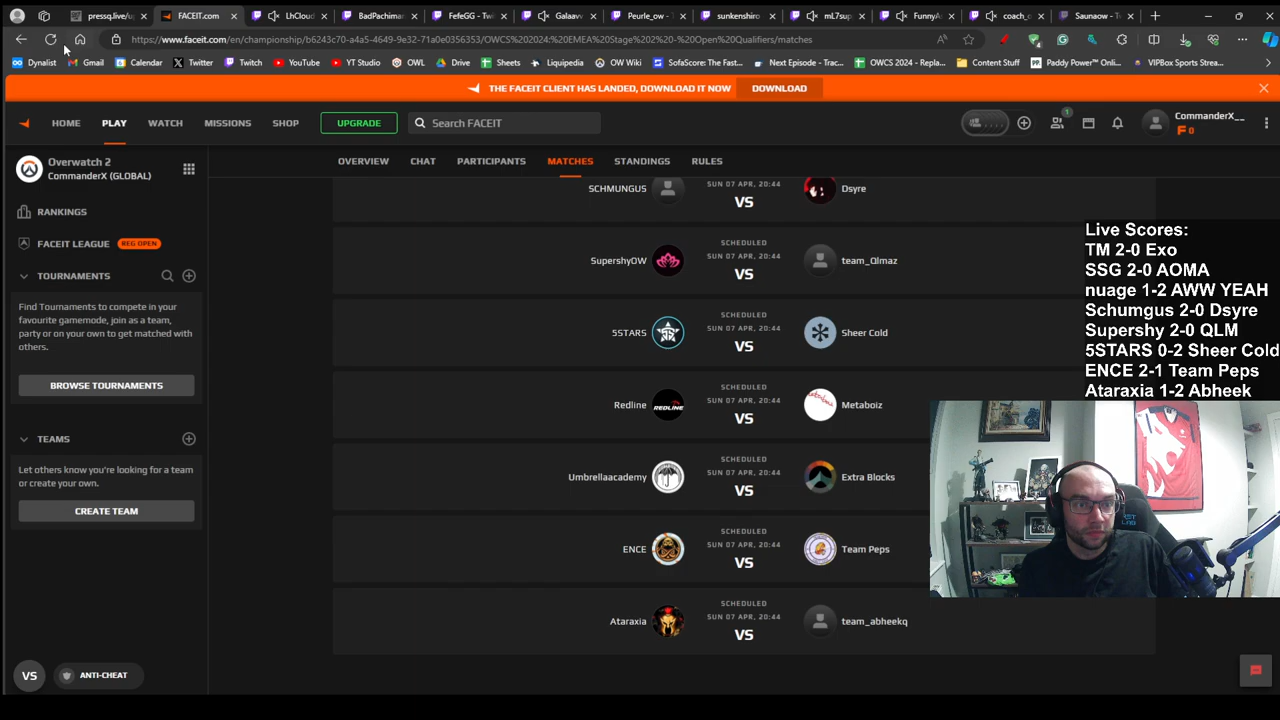 pressq.live/up
FACEIT.com
LhCloud
BadPachimar
FefeGG - Twi
Galaav
Peurle_ow
sunkenshiro
mL7sup
FunnyA
coach_o
Saunaow
https://www.faceit.com/en/championship/b6243c70-a4a5-4649-9e32-71a0e0356353/OWCS%202024:%20EMEA%20Stage%202%20-%20Open%20Qualifiers/matches
Dynalist
Gmail
Calendar
Twitter
Twitch
YouTube
YT Studio
OWL
Drive
Sheets
Liquipedia
OW Wiki
SofaScore: The Fast...
Next Episode - Trac...
OWCS 2024 - Repla...
Content Stuff
Paddy Power™ Onli...
VIPBox Sports Strea...
THE FACEIT CLIENT HAS LANDED, DOWNLOAD IT NOW
DOWNLOAD
HOME
PLAY
WATCH
MISSIONS
SHOP
UPGRADE
Search FACEIT
1
CommanderX__
0
Overwatch 2
CommanderX (GLOBAL)
OVERVIEW
CHAT
PARTICIPANTS
MATCHES
STANDINGS
RULES
RANKINGS
FACEIT LEAGUE
REG OPEN
TOURNAMENTS
Find Tournaments to compete in your
favourite gamemode, join as a team,
party or on your own to get matched with
others.
BROWSE TOURNAMENTS
TEAMS
Let others know you're looking for a team
or create your own.
CREATE TEAM
VS
ANTI-CHEAT
SCHMUNGUS
SUN 07 APR, 20:44
VS
Dsyre
SupershyOW
SCHEDULED
SUN 07 APR, 20:44
VS
team_Qlmaz
5STARS
SCHEDULED
SUN 07 APR, 20:44
VS
Sheer Cold
Redline
REDLINE
SCHEDULED
SUN 07 APR, 20:44
VS
Metaboiz
Umbrellaacademy
SCHEDULED
SUN 07 APR, 20:44
VS
Extra Blocks
ENCE
SCHEDULED
SUN 07 APR, 20:44
VS
Team Peps
Ataraxia
SCHEDULED
SUN 07 APR, 20:44
VS
team_abheekq
Live Scores:
TM 2-0 Exo
SSG 2-0 AOMA
nuage 1-2 AWW YEAH
Schumgus 2-0 Dsyre
Supershy 2-0 QLM
5STARS 0-2 Sheer Cold
ENCE 2-1 Team Peps
Ataraxia 1-2 Abheek